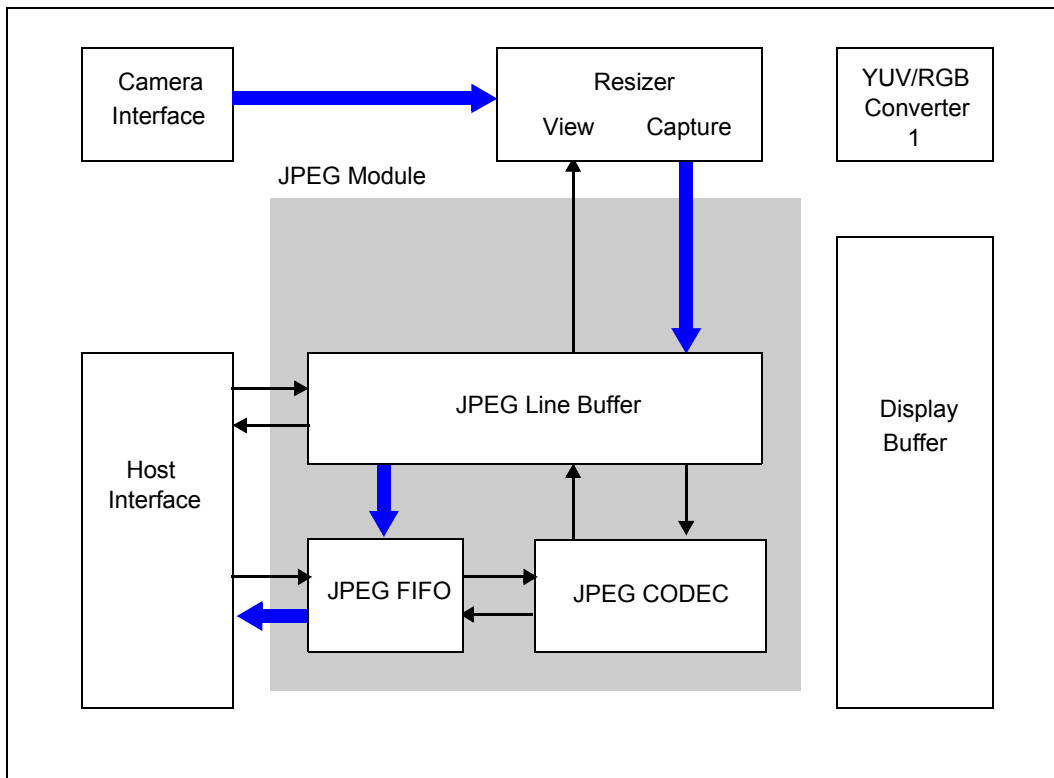 Camera
Interface
Resizer
View Capture
YUV/RGB
Converter
1
JPEG Module
JPEG Line Buffer
Display
Buffer
Host
Interface
JPEG FIFO
JPEG CODEC